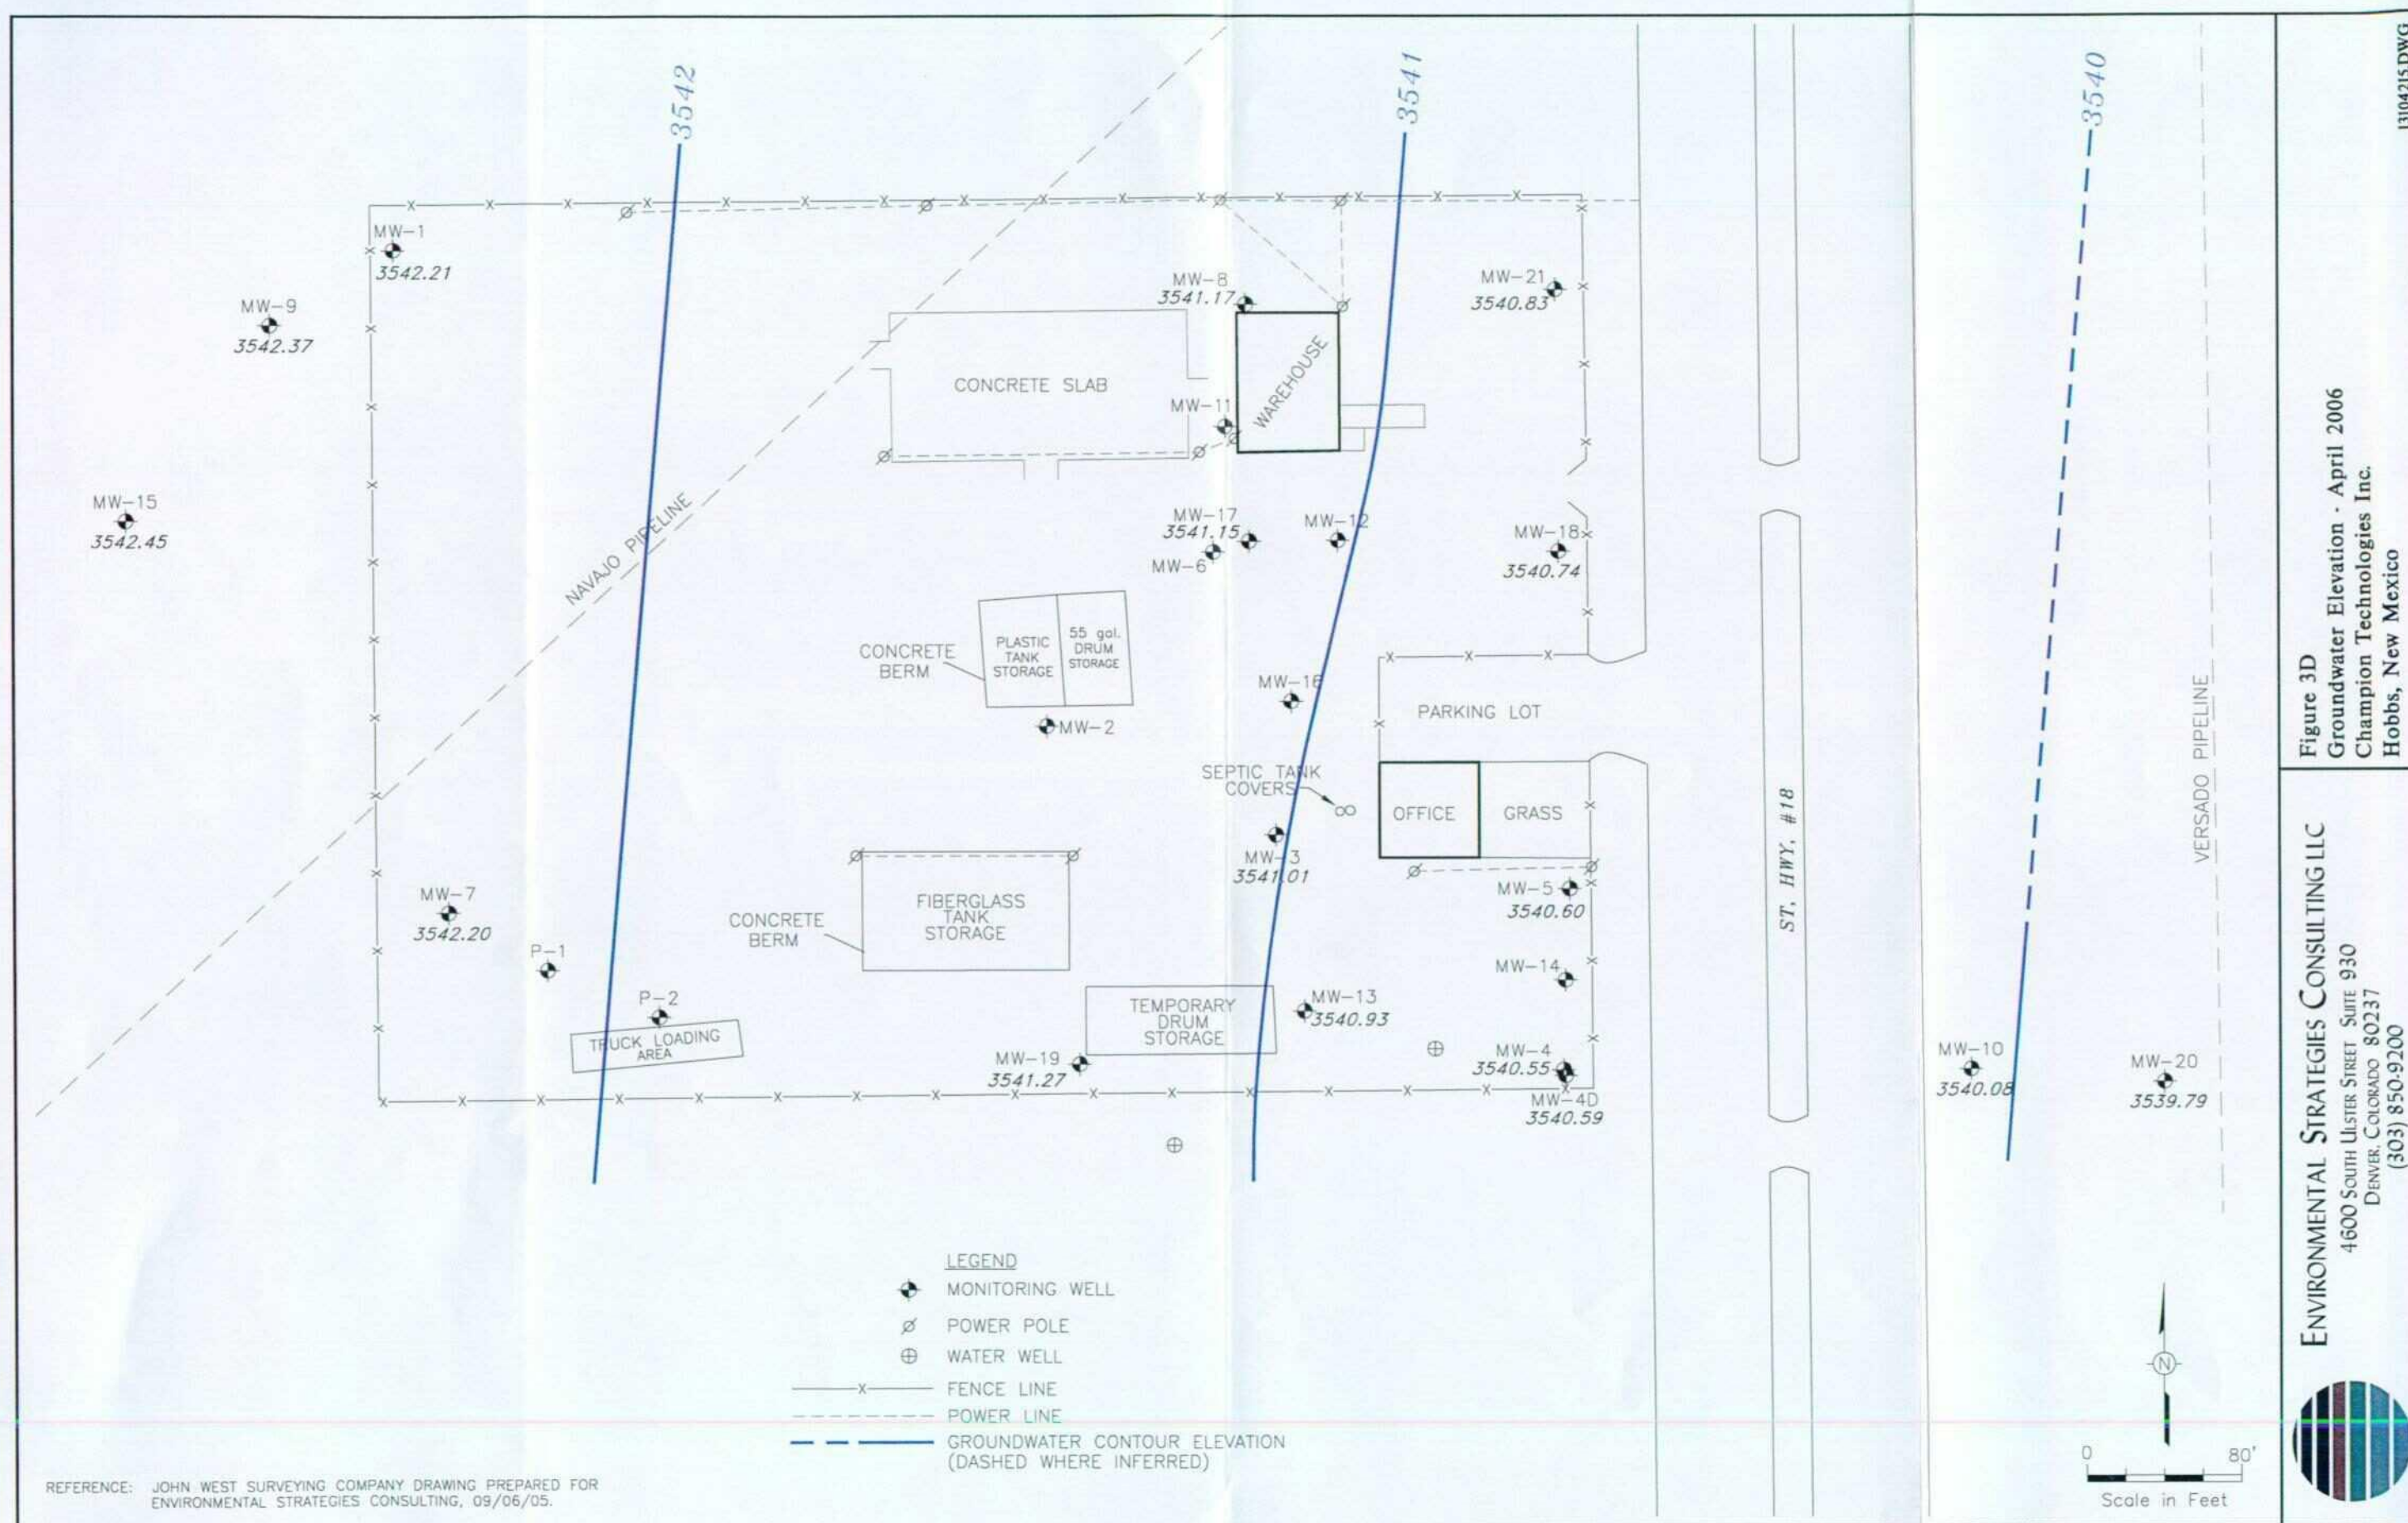 3542
3541
3540
MW-1
3542.21
MW-9
3542.37
MW-15
3542.45
MW-8
3541.17
MW-21
3540.83
CONCRETE SLAB
WAREHOUSE
MW-11
NAVAJO PIPELINE
MW-17
3541.15
MW-6
MW-12
MW-18
3540.74
CONCRETE
BERM
PLASTIC
TANK
STORAGE
55 gal.
DRUM
STORAGE
MW-16
MW-2
PARKING LOT
SEPTIC TANK
COVERS
OFFICE
GRASS
MW-3
3541.01
MW-5
3540.60
ST, HWY, #18
VERSADO PIPELINE
MW-7
3542.20
P-1
P-2
TRUCK LOADING
AREA
CONCRETE
BERM
FIBERGLASS
TANK
STORAGE
MW-14
TEMPORARY
DRUM
STORAGE
MW-13
3540.93
MW-19
3541.27
MW-4
3540.55
MW-4D
3540.59
MW-10
3540.08
MW-20
3539.79
LEGEND
MONITORING WELL
POWER POLE
WATER WELL
X
FENCE LINE
POWER LINE
GROUNDWATER CONTOUR ELEVATION
(DASHED WHERE INFERRED)
REFERENCE: JOHN WEST SURVEYING COMPANY DRAWING PREPARED FOR
ENVIRONMENTAL STRATEGIES CONSULTING, 09/06/05.
N
0 80'
Scale in Feet
Figure 3D
Groundwater Elevation - April 2006
Champion Technologies Inc.
Hobbs, New Mexico
ENVIRONMENTAL STRATEGIES CONSULTING LLC
4600 SOUTH ULSTER STREET SUITE 930
DENVER, COLORADO 80237
(303) 850-9200